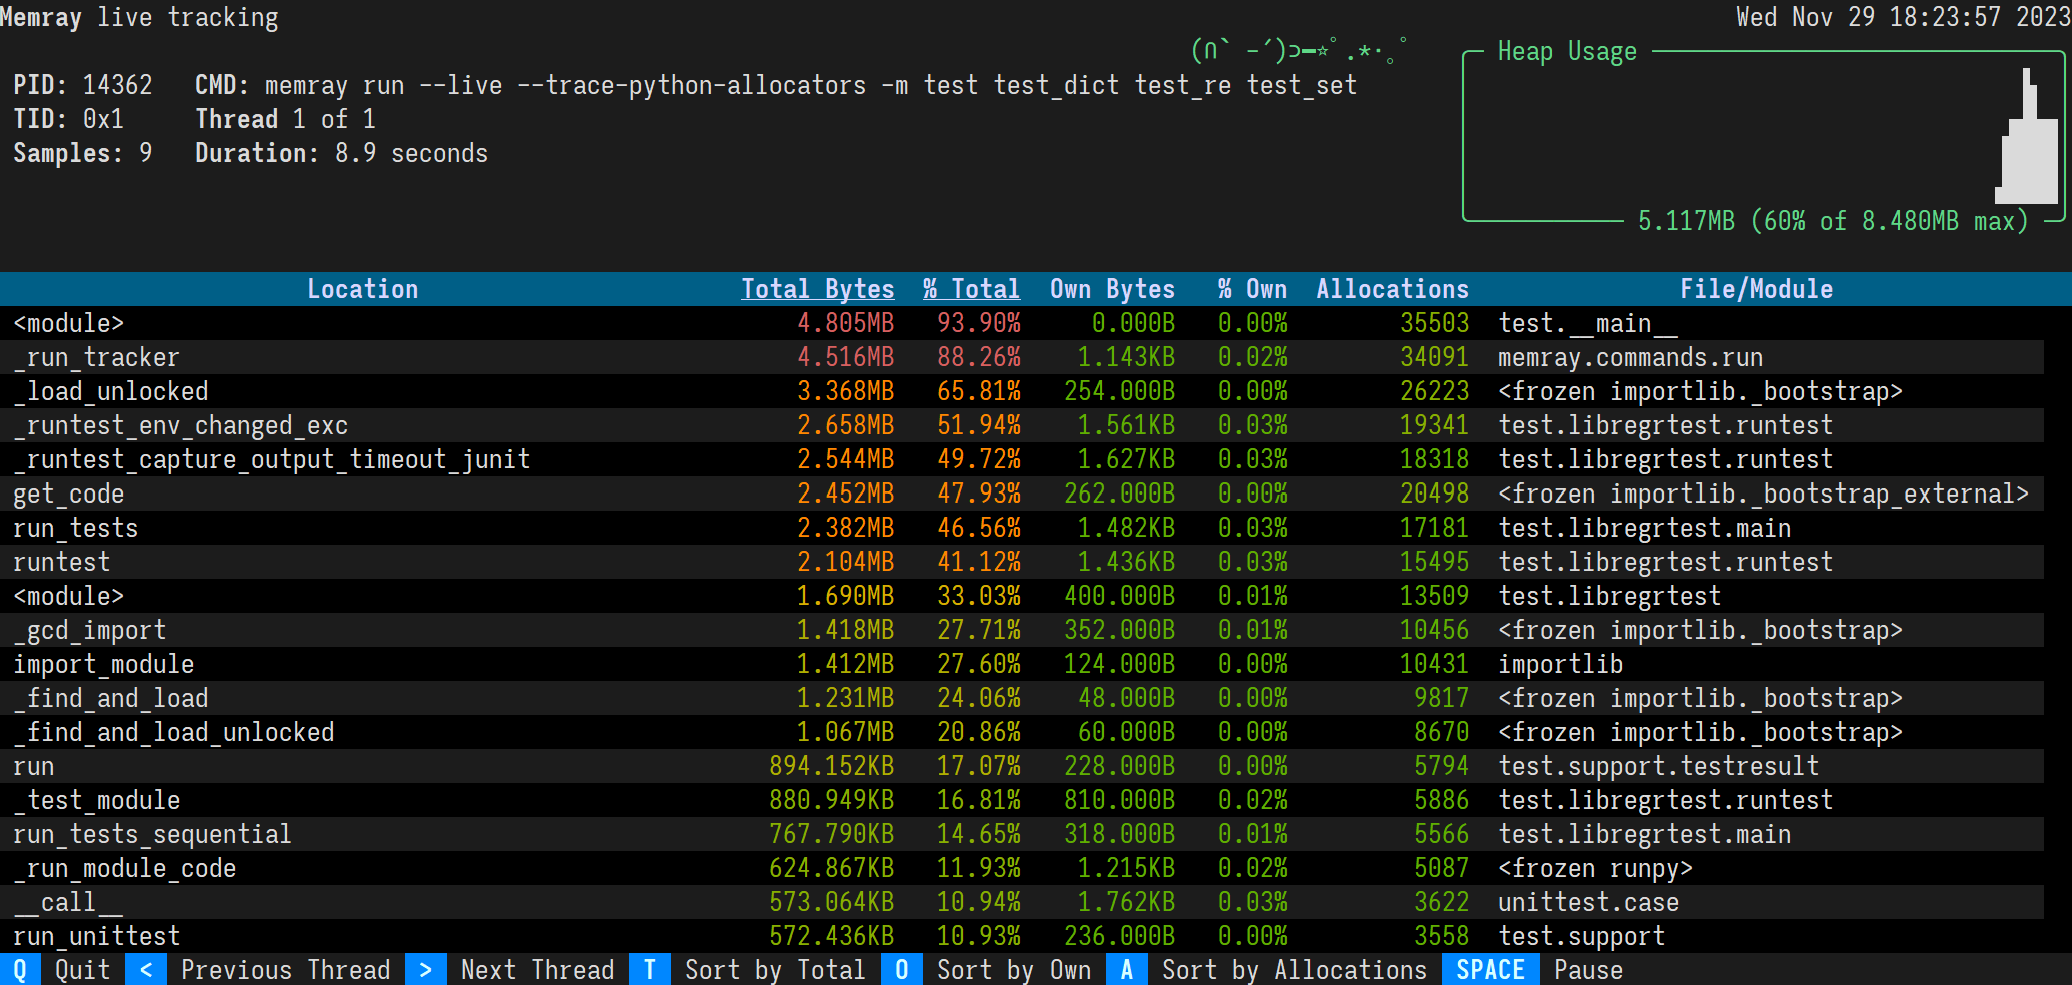 Memray live tracking Wed Nov 29 18:23:57 2023
(∩｀-´)⊃━☆ﾟ.*･｡ﾟ Heap Usage
PID: 14362 CMD: memray run --live --trace-python-allocators -m test test_dict test_re test_set
TID: 0x1 Thread 1 of 1
Samples: 9 Duration: 8.9 seconds
5.117MB (60% of 8.480MB max)
Location Total Bytes % Total Own Bytes % Own Allocations File/Module
<module> 4.805MB 93.90% 0.000B 0.00% 35503 test.__main__
_run_tracker 4.516MB 88.26% 1.143KB 0.02% 34091 memray.commands.run
_load_unlocked 3.368MB 65.81% 254.000B 0.00% 26223 <frozen importlib._bootstrap>
_runtest_env_changed_exc 2.658MB 51.94% 1.561KB 0.03% 19341 test.libregrtest.runtest
_runtest_capture_output_timeout_junit 2.544MB 49.72% 1.627KB 0.03% 18318 test.libregrtest.runtest
get_code 2.452MB 47.93% 262.000B 0.00% 20498 <frozen importlib._bootstrap_external>
run_tests 2.382MB 46.56% 1.482KB 0.03% 17181 test.libregrtest.main
runtest 2.104MB 41.12% 1.436KB 0.03% 15495 test.libregrtest.runtest
<module> 1.690MB 33.03% 400.000B 0.01% 13509 test.libregrtest
_gcd_import 1.418MB 27.71% 352.000B 0.01% 10456 <frozen importlib._bootstrap>
import_module 1.412MB 27.60% 124.000B 0.00% 10431 importlib
_find_and_load 1.231MB 24.06% 48.000B 0.00% 9817 <frozen importlib._bootstrap>
_find_and_load_unlocked 1.067MB 20.86% 60.000B 0.00% 8670 <frozen importlib._bootstrap>
run 894.152KB 17.07% 228.000B 0.00% 5794 test.support.testresult
_test_module 880.949KB 16.81% 810.000B 0.02% 5886 test.libregrtest.runtest
run_tests_sequential 767.790KB 14.65% 318.000B 0.01% 5566 test.libregrtest.main
_run_module_code 624.867KB 11.93% 1.215KB 0.02% 5087 <frozen runpy>
__call__ 573.064KB 10.94% 1.762KB 0.03% 3622 unittest.case
run_unittest 572.436KB 10.93% 236.000B 0.00% 3558 test.support
Q Quit < Previous Thread > Next Thread T Sort by Total O Sort by Own A Sort by Allocations SPACE Pause